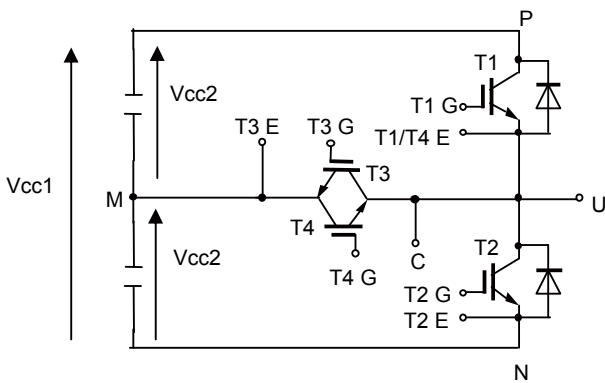 P
T1
Vcc2
T1 G
T3 E
T3 G
T1/T4 E
T3
Vcc1
M
U
T4
T2
Vcc2
C
T4 G
T2 G
T2 E
N